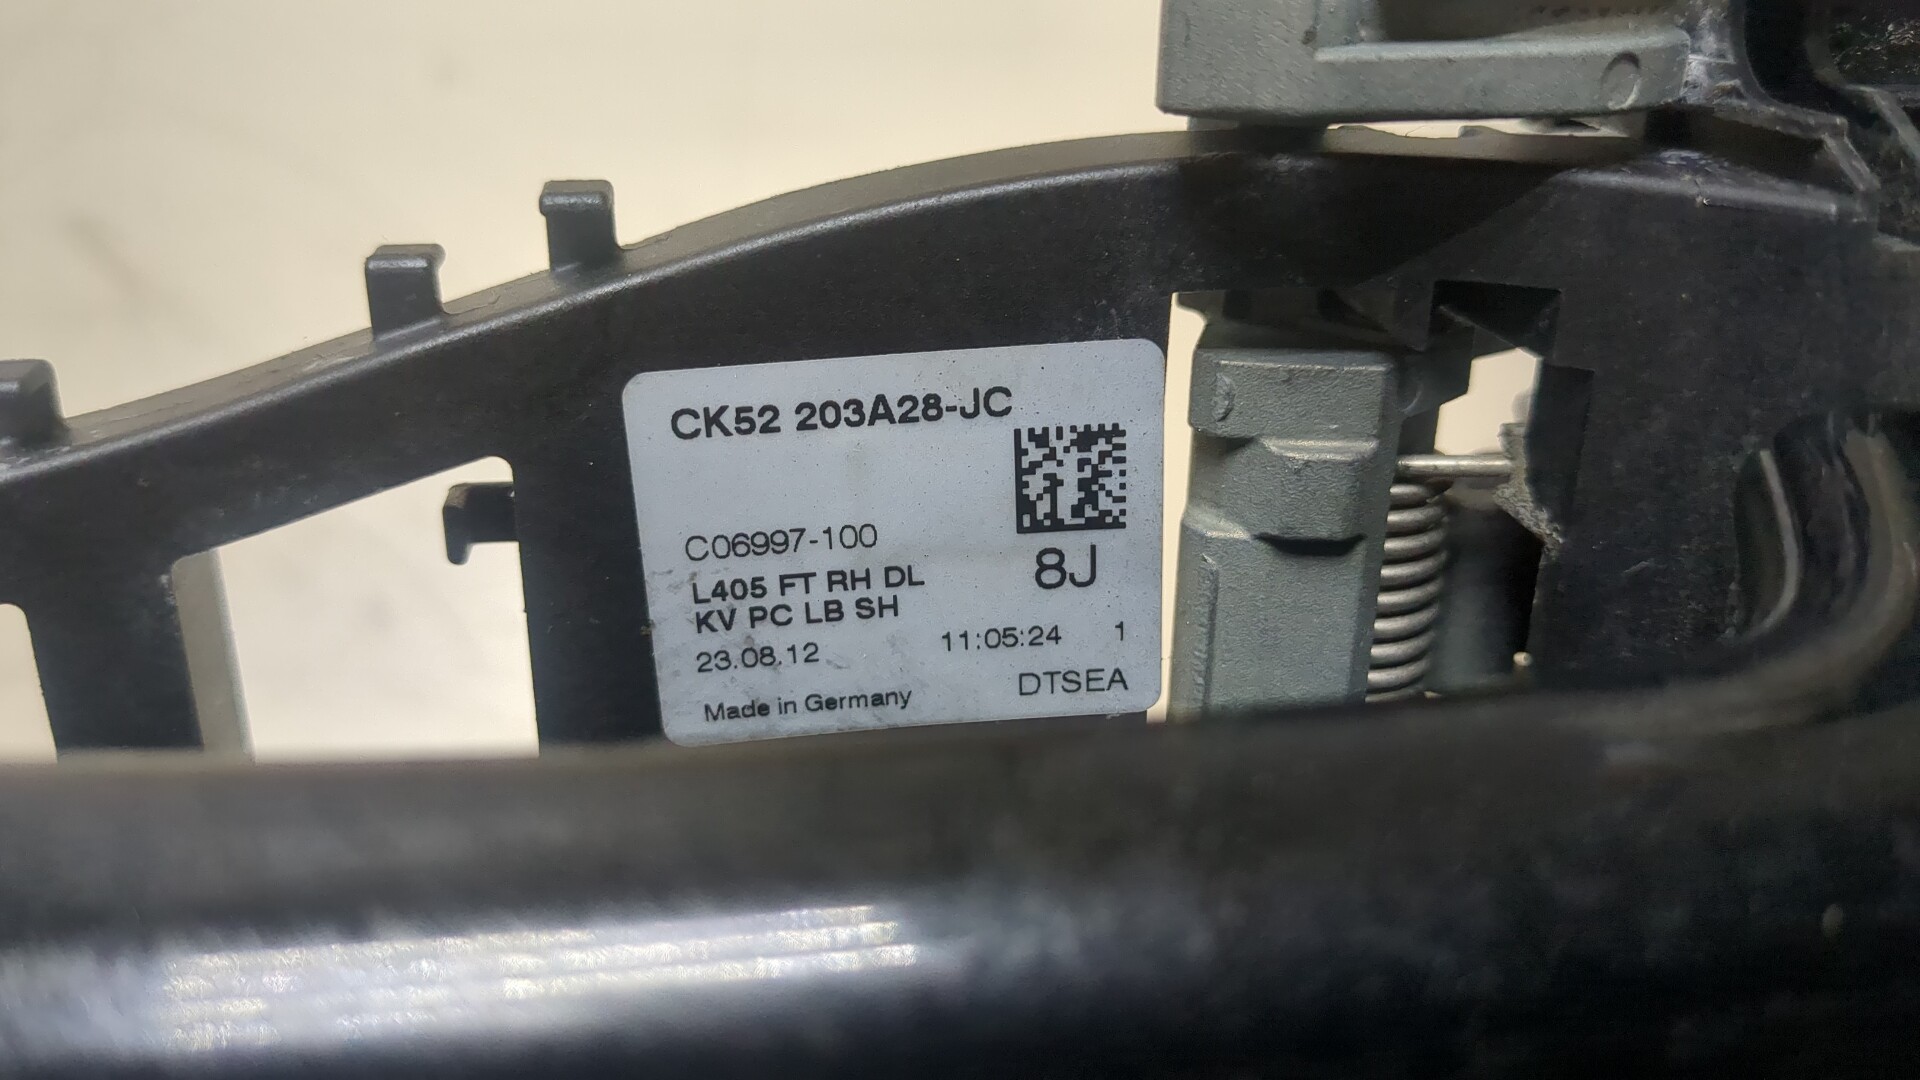 CK52 203A28-JC
C06997-100
8J
L405 FT RH DL
KV PC LB SH
23.08.12 11:05:24 1
Made in Germany DTSEA